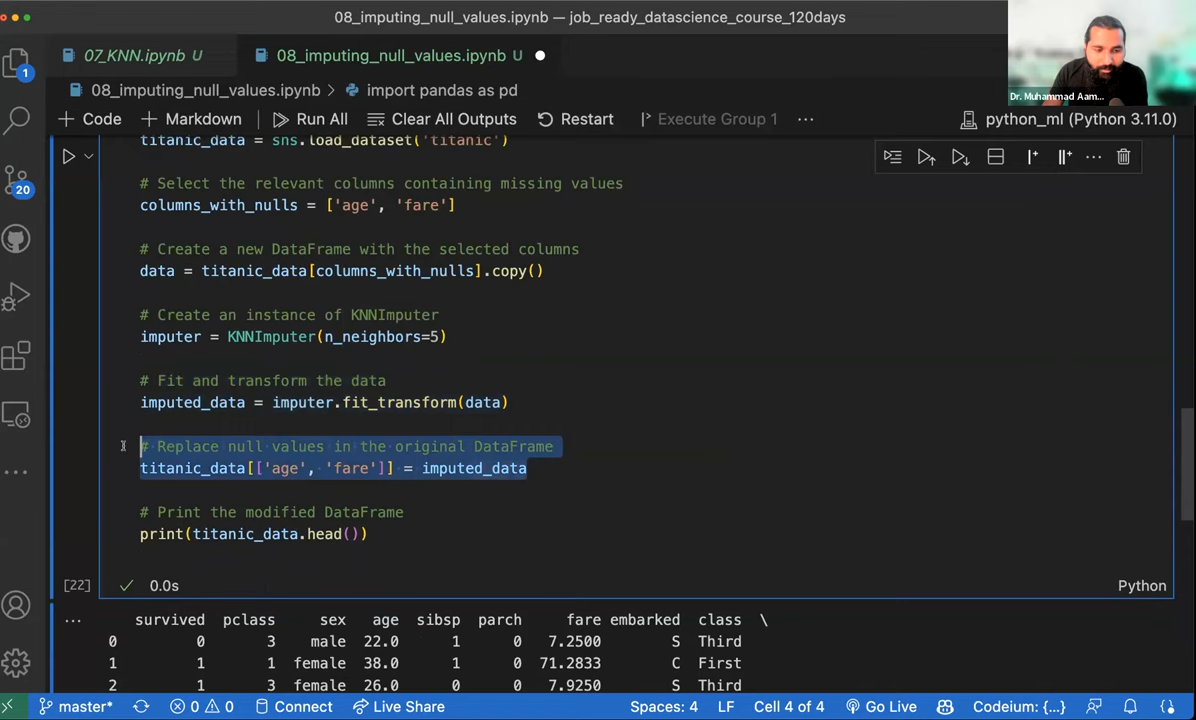 08_imputing_null_values.ipynb — job_ready_datascience_course_120days
07_KNN.ipynb U
08_imputing_null_values.ipynb U
08_imputing_null_values.ipynb > import pandas as pd
Dr. Muhammad Aam...
+ Code + Markdown Run All Clear All Outputs Restart Execute Group 1 ... python_ml (Python 3.11.0)
titanic_data = sns.load_dataset('titanic')
# Select the relevant columns containing missing values
columns_with_nulls = ['age', 'fare']
# Create a new DataFrame with the selected columns
data = titanic_data[columns_with_nulls].copy()
# Create an instance of KNNImputer
imputer = KNNImputer(n_neighbors=5)
# Fit and transform the data
imputed_data = imputer.fit_transform(data)
# Replace null values in the original DataFrame
titanic_data[['age', 'fare']] = imputed_data
# Print the modified DataFrame
print(titanic_data.head())
[22] 0.0s Python
... survived pclass sex age sibsp parch fare embarked class \
0 0 3 male 22.0 1 0 7.2500 S Third
1 1 1 female 38.0 1 0 71.2833 C First
2 1 3 female 26.0 0 0 7.9250 S Third
1
20
master* 0 0 Connect Live Share Spaces: 4 LF Cell 4 of 4 Go Live Codeium: {...}